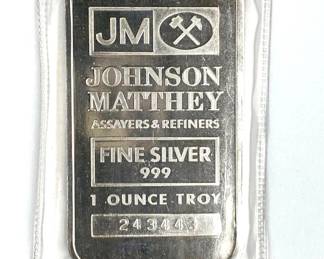 JM
JOHNSON
MATTHEY
ASSAYERS & REFINERS
FINE SILVER
999
1 OUNCE TROY
243443